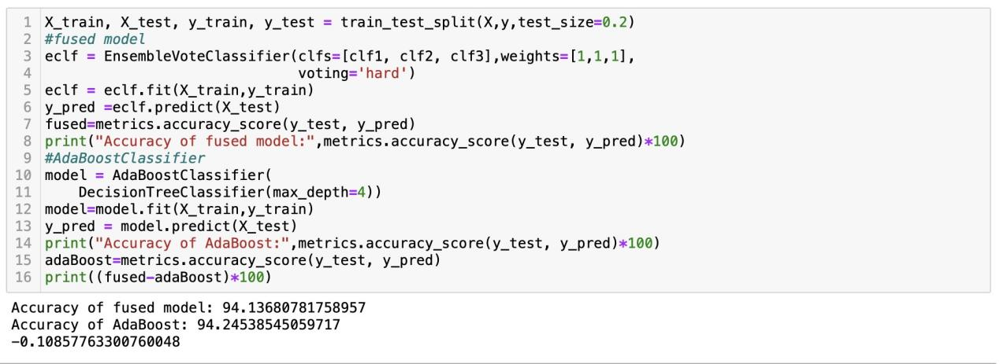 1 X_train, X_test, y_train, y_test = train_test_split(X,y,test_size=0.2)
2 #fused model
3 eclf = EnsembleVoteClassifier(clfs=[clf1, clf2, clf3],weights=[1,1,1],
4                               voting='hard')
5 eclf = eclf.fit(X_train,y_train)
6 y_pred =eclf.predict(X_test)
7 fused=metrics.accuracy_score(y_test, y_pred)
8 print("Accuracy of fused model:",metrics.accuracy_score(y_test, y_pred)*100)
9 #AdaBoostClassifier
10 model = AdaBoostClassifier(
11     DecisionTreeClassifier(max_depth=4))
12 model=model.fit(X_train,y_train)
13 y_pred = model.predict(X_test)
14 print("Accuracy of AdaBoost:",metrics.accuracy_score(y_test, y_pred)*100)
15 adaBoost=metrics.accuracy_score(y_test, y_pred)
16 print((fused-adaBoost)*100)
Accuracy of fused model: 94.13680781758957
Accuracy of AdaBoost: 94.24538545059717
-0.10857763300760048